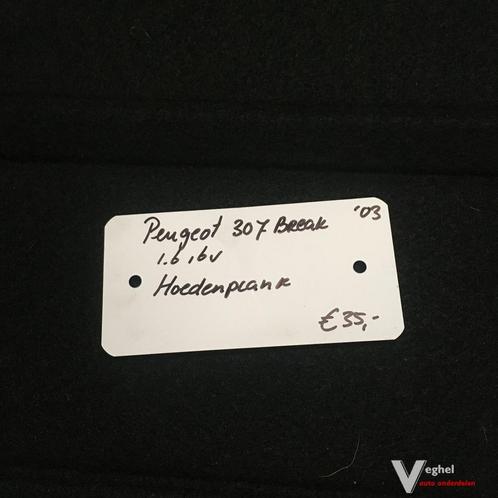 Peugeot 307 Break '03
1.6 16v
Hoedenplank
€35,-
Veghel
auto onderdelen